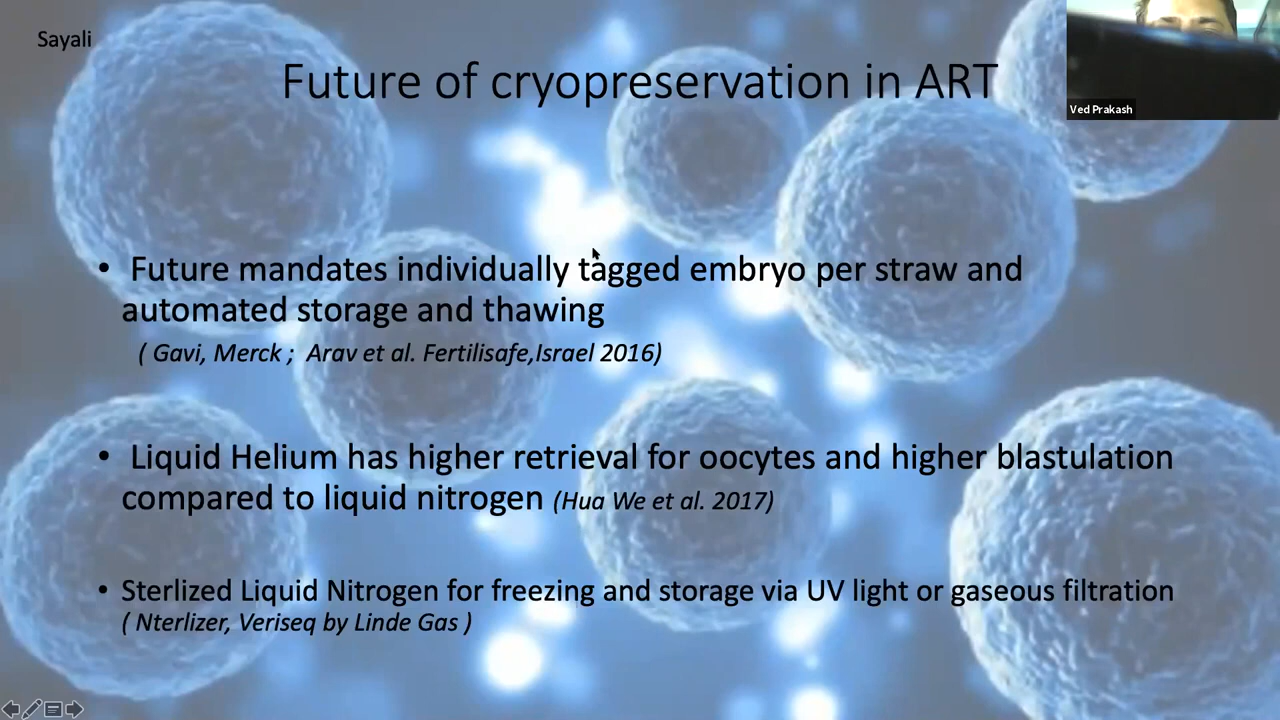 Sayali
Future of cryopreservation in ART
Ved Prakash
• Future mandates individually tagged embryo per straw and
automated storage and thawing
( Gavi, Merck ; Arav et al. Fertilisafe,Israel 2016)
• Liquid Helium has higher retrieval for oocytes and higher blastulation
compared to liquid nitrogen (Hua We et al. 2017)
• Sterlized Liquid Nitrogen for freezing and storage via UV light or gaseous filtration
( Nterlizer, Veriseq by Linde Gas )